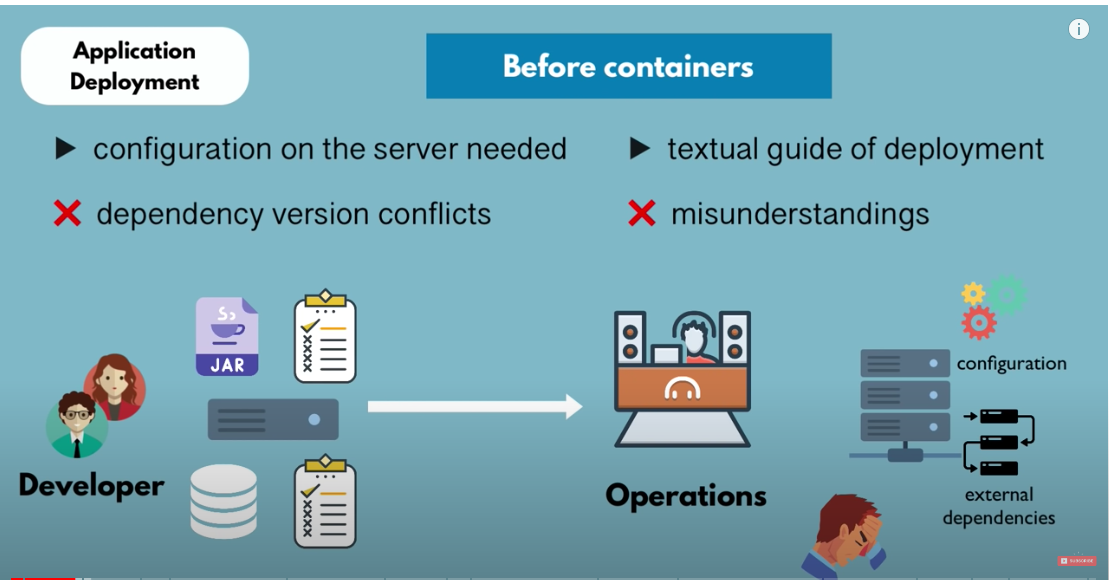 Application
Deployment
Before containers
configuration on the server needed
dependency version conflicts
textual guide of deployment
misunderstandings
JAR
Developer
Operations
configuration
external
dependencies
SUBSCRIBE